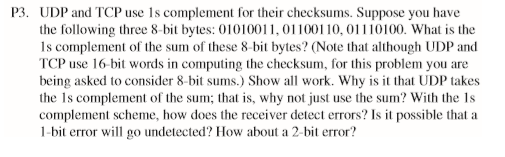 P3. UDP and TCP use 1s complement for their checksums. Suppose you have
the following three 8-bit bytes: 01010011, 01100110, 01110100. What is the
1s complement of the sum of these 8-bit bytes? (Note that although UDP and
TCP use 16-bit words in computing the checksum, for this problem you are
being asked to consider 8-bit sums.) Show all work. Why is it that UDP takes
the 1s complement of the sum; that is, why not just use the sum? With the 1s
complement scheme, how does the receiver detect errors? Is it possible that a
1-bit error will go undetected? How about a 2-bit error?